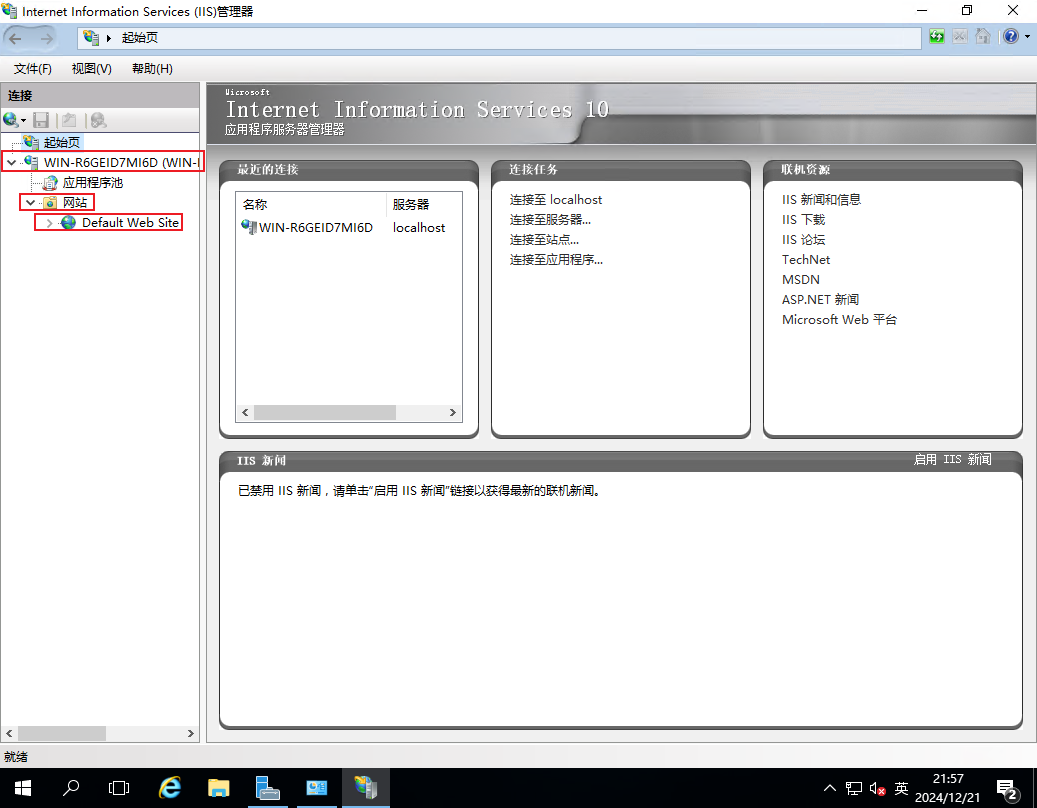 Internet Information Services (IIS)管理器
起始页
文件(F) 视图(V) 帮助(H)
连接
起始页
WIN-R6GEID7MI6D (WIN-
应用程序池
网站
Default Web Site
Microsoft
Internet Information Services 10
应用程序服务器管理器
最近的连接
名称 服务器
WIN-R6GEID7MI6D localhost
连接任务
连接至 localhost
连接至服务器...
连接至站点...
连接至应用程序...
联机资源
IIS 新闻和信息
IIS 下载
IIS 论坛
TechNet
MSDN
ASP.NET 新闻
Microsoft Web 平台
IIS 新闻 启用 IIS 新闻
已禁用 IIS 新闻，请单击“启用 IIS 新闻”链接以获得最新的联机新闻。
就绪
英
21:57
2024/12/21
2